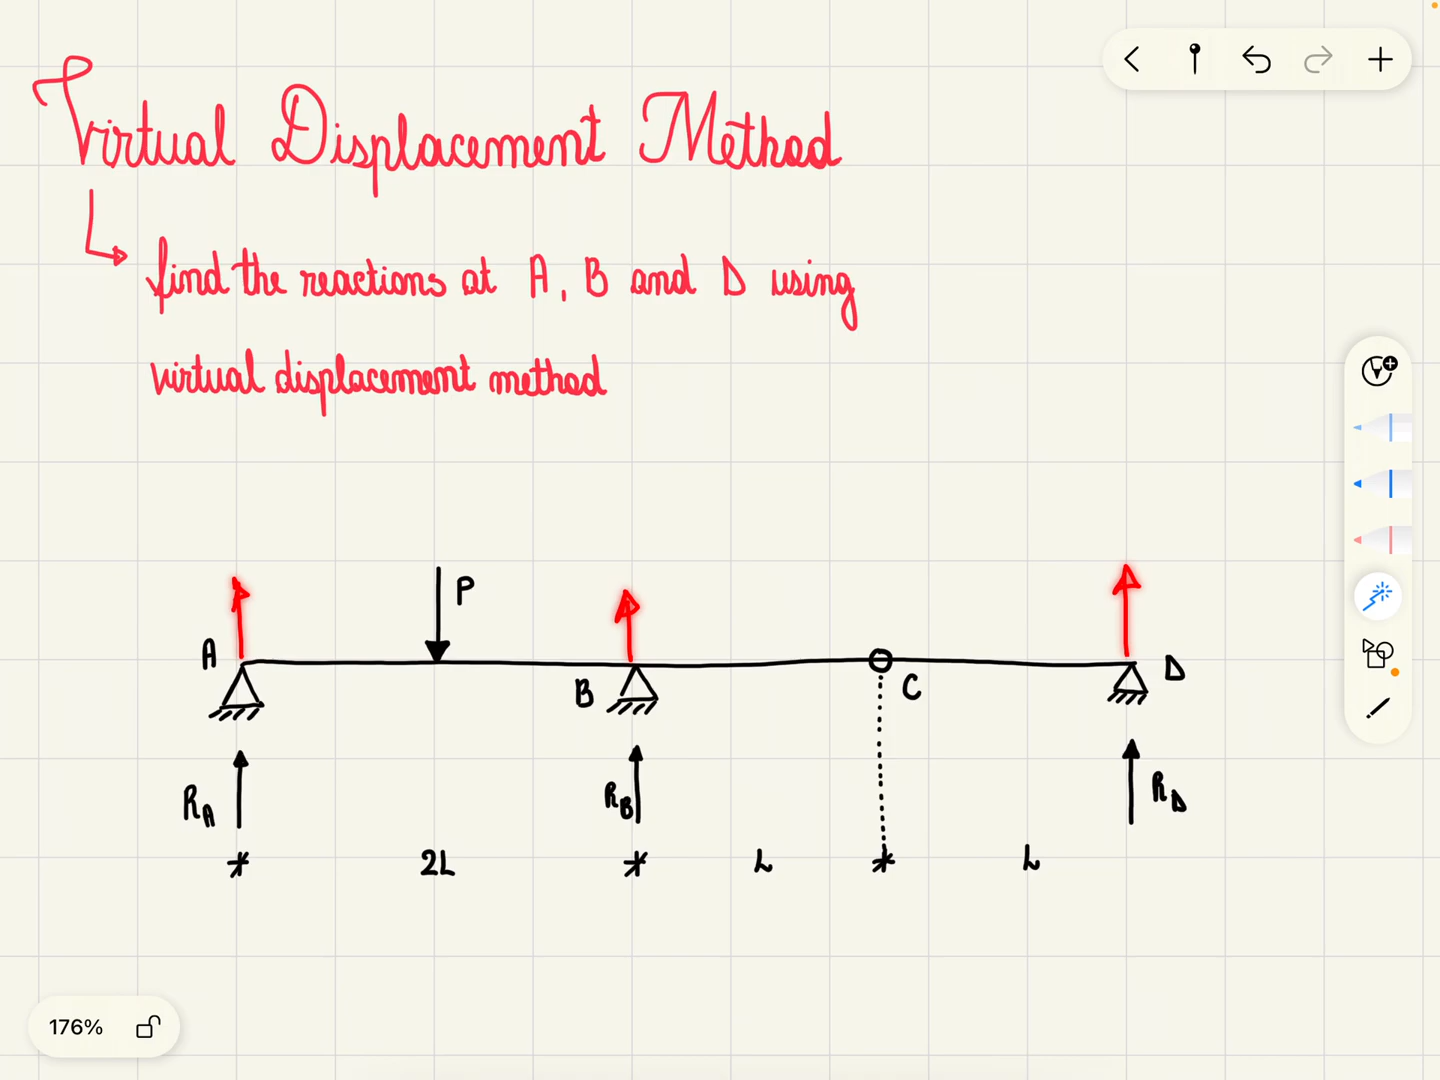 Virtual Displacement Method
find the reactions at A, B and D using
virtual displacement method
P
A
B
C
D
RA
RB
RD
2L
L
L
176%